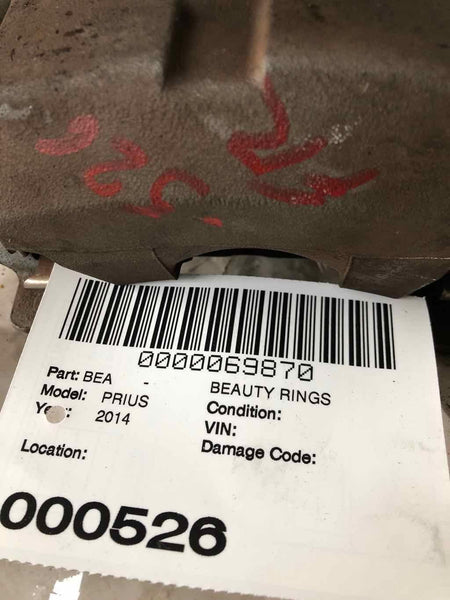 0000069870
Part: BEA - BEAUTY RINGS
Model: PRIUS Condition:
2014 VIN:
Location: Damage Code:
000526